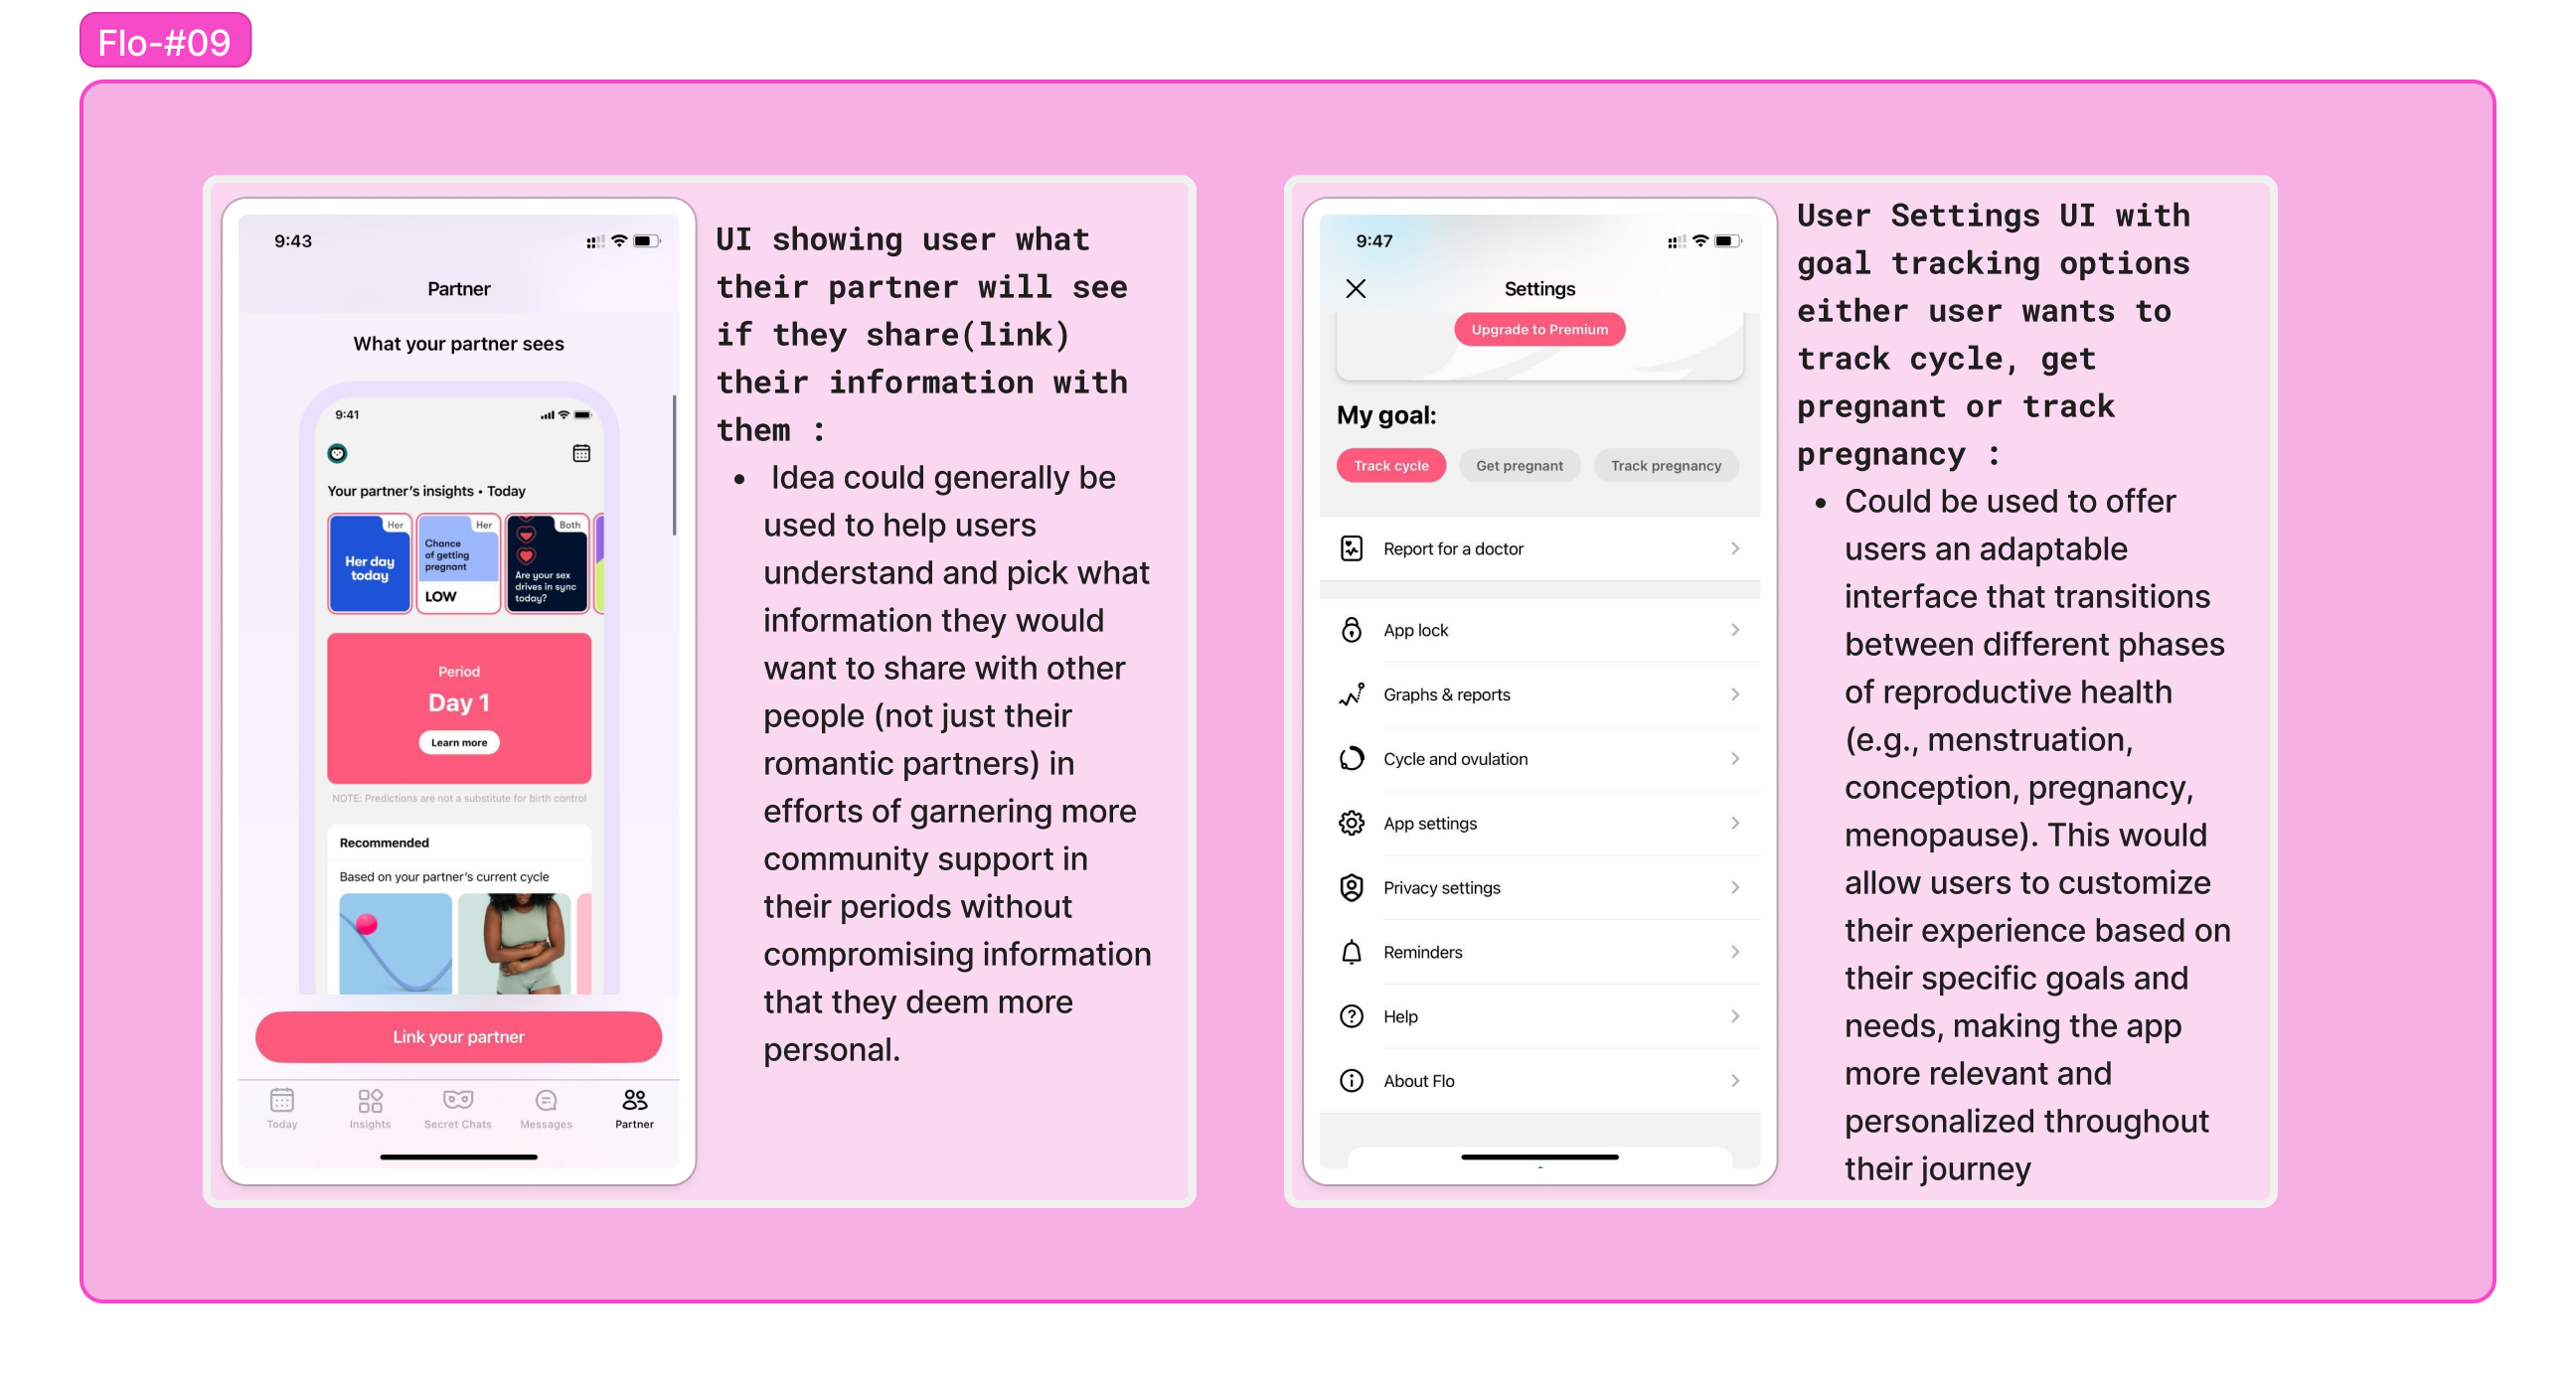 Flo-#09
9:43
Partner
What your partner sees
9:41
Your partner's insights • Today
Her
Her day
today
Her
Chance
of getting
pregnant
LOW
Both
Are your sex
drives in sync
today?
Period
Day 1
Learn more
NOTE: Predictions are not a substitute for birth control
Recommended
Based on your partner's current cycle
Link your partner
Today
Insights
Secret Chats
Messages
Partner
UI showing user what
their partner will see
if they share(link)
their information with
them :
• Idea could generally be
used to help users
understand and pick what
information they would
want to share with other
people (not just their
romantic partners) in
efforts of garnering more
community support in
their periods without
compromising information
that they deem more
personal.
9:47
Settings
Upgrade to Premium
My goal:
Track cycle
Get pregnant
Track pregnancy
Report for a doctor
App lock
Graphs & reports
Cycle and ovulation
App settings
Privacy settings
Reminders
Help
About Flo
User Settings UI with
goal tracking options
either user wants to
track cycle, get
pregnant or track
pregnancy :
• Could be used to offer
users an adaptable
interface that transitions
between different phases
of reproductive health
(e.g., menstruation,
conception, pregnancy,
menopause). This would
allow users to customize
their experience based on
their specific goals and
needs, making the app
more relevant and
personalized throughout
their journey